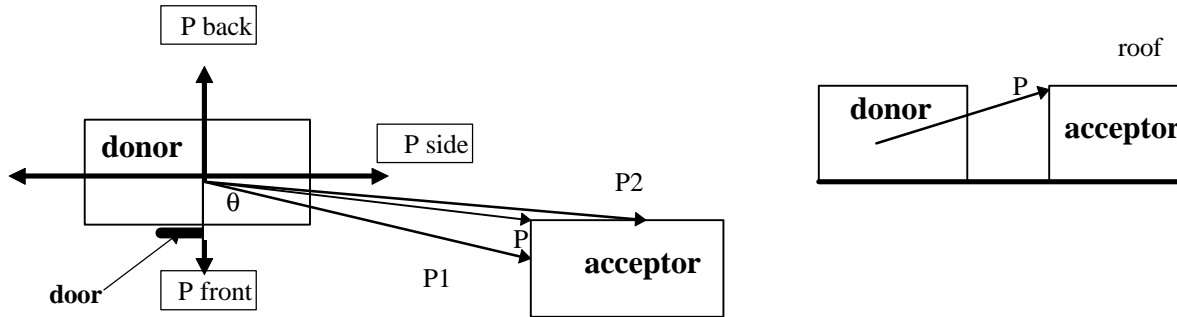 P back
roof
P
donor
donor
acceptor
P side
P2
θ
P
acceptor
P1
P front
door